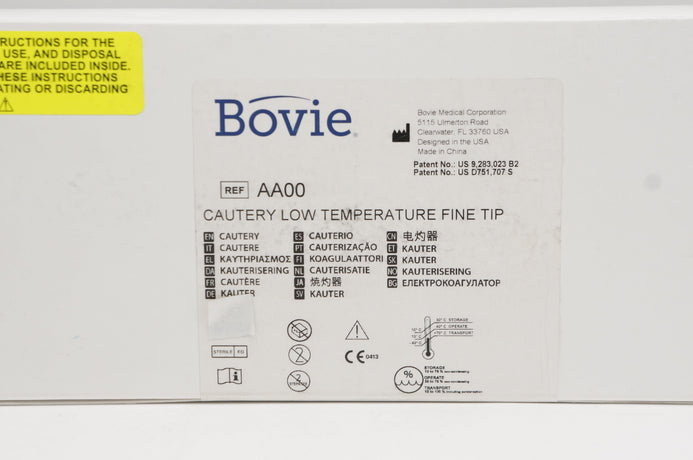 RUCTIONS FOR THE
USE, AND DISPOSAL
ARE INCLUDED INSIDE.
HESE INSTRUCTIONS
ATING OR DISCARDING
Bovie
Bovie Medical Corporation
5115 Ulmerton Road
Clearwater, FL 33760 USA
Designed in the USA
Made in China
Patent No.: US 9,283,023 B2
Patent No.: US D751,707 S
REF AA00
CAUTERY LOW TEMPERATURE FINE TIP
EN CAUTERY ES CAUTERIO CN 电灼器
IT CAUTERE PT CAUTERIZAÇÃO ET KAUTER
EL ΚΑΥΤΗΡΙΑΣΜΟΣ FI KOAGULAATTORI SK KAUTER
DA KAUTERISERING NL CAUTERISATIE NO KAUTERISERING
FR CAUTÈRE JA 焼灼器 BG ЕЛЕКТРОКОАГУЛАТОР
DE KAUTER SV KAUTER
STERILE EO
2
2
CE 0413
STORAGE
OPERATE
TRANSPORT
%
STORAGE
OPERATE
TRANSPORT